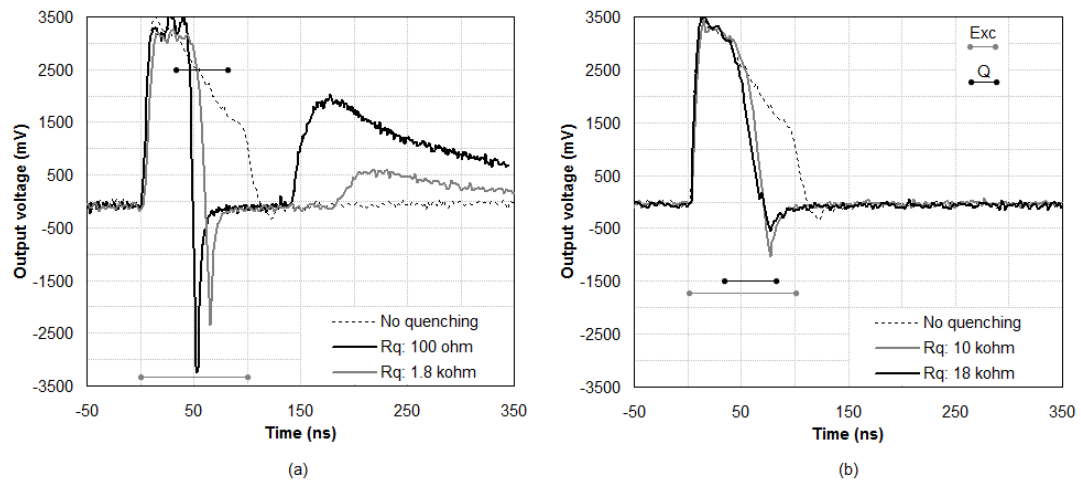 3500
2500
1500
500
-500
-1500
-2500
-3500
Output voltage (mV)
No quenching
Rq: 100 ohm
Rq: 1.8 kohm
-50 50 150 250 350
Time (ns)
(a)
3500
2500
1500
500
-500
-1500
-2500
-3500
Output voltage (mV)
Exc
Q
No quenching
Rq: 10 kohm
Rq: 18 kohm
-50 50 150 250 350
Time (ns)
(b)